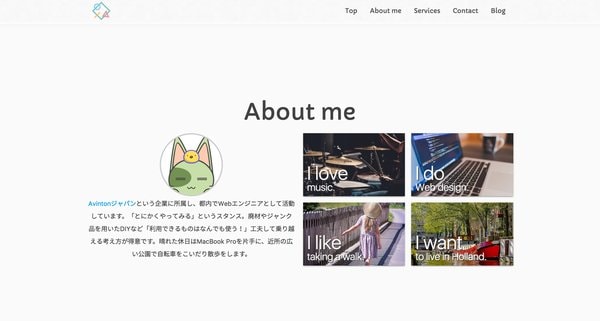 Top
About me
Services
Contact
Blog
About me
Avintonジャパンという企業に所属し、都内でWebエンジニアとして活動
しています。「とにかくやってみる」というスタンス。廃材やジャンク
品を用いたDIYなど「利用できるものはなんでも使う！」工夫して乗り越
える考え方が得意です。晴れた休日はMacBook Proを片手に、近所の広
い公園で自転車をこいだり散歩をします。
I love
music.
I do
Web design.
I like
taking a walk.
I want
to live in Holland.